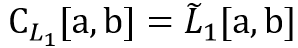 C_{L_1}[a,b] = L̃_1[a,b]